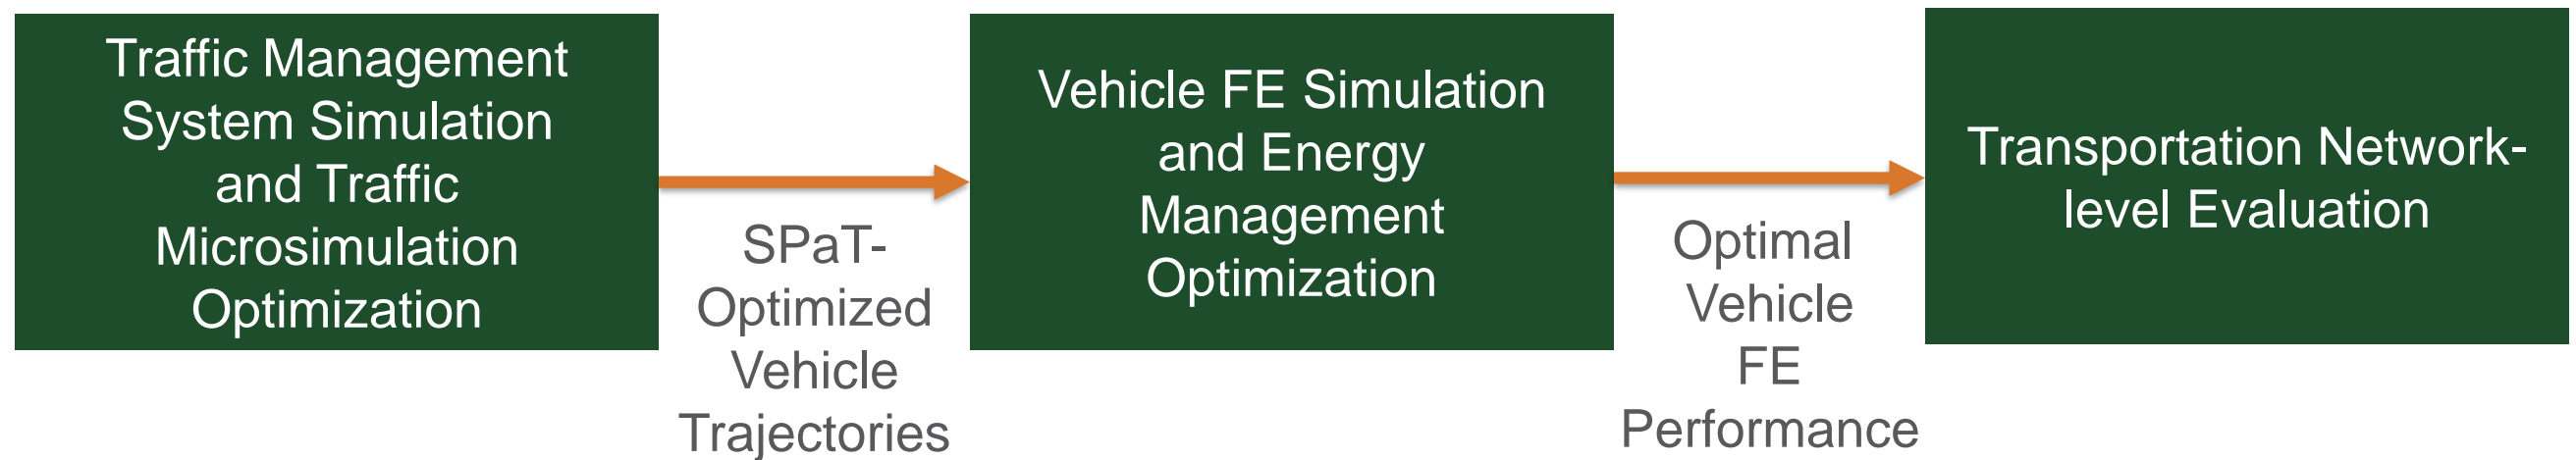 Traffic Management
System Simulation
and Traffic
Microsimulation
Optimization
SPaT-
Optimized
Vehicle
Trajectories
Vehicle FE Simulation
and Energy
Management
Optimization
Optimal
Vehicle
FE
Performance
Transportation Network-
level Evaluation